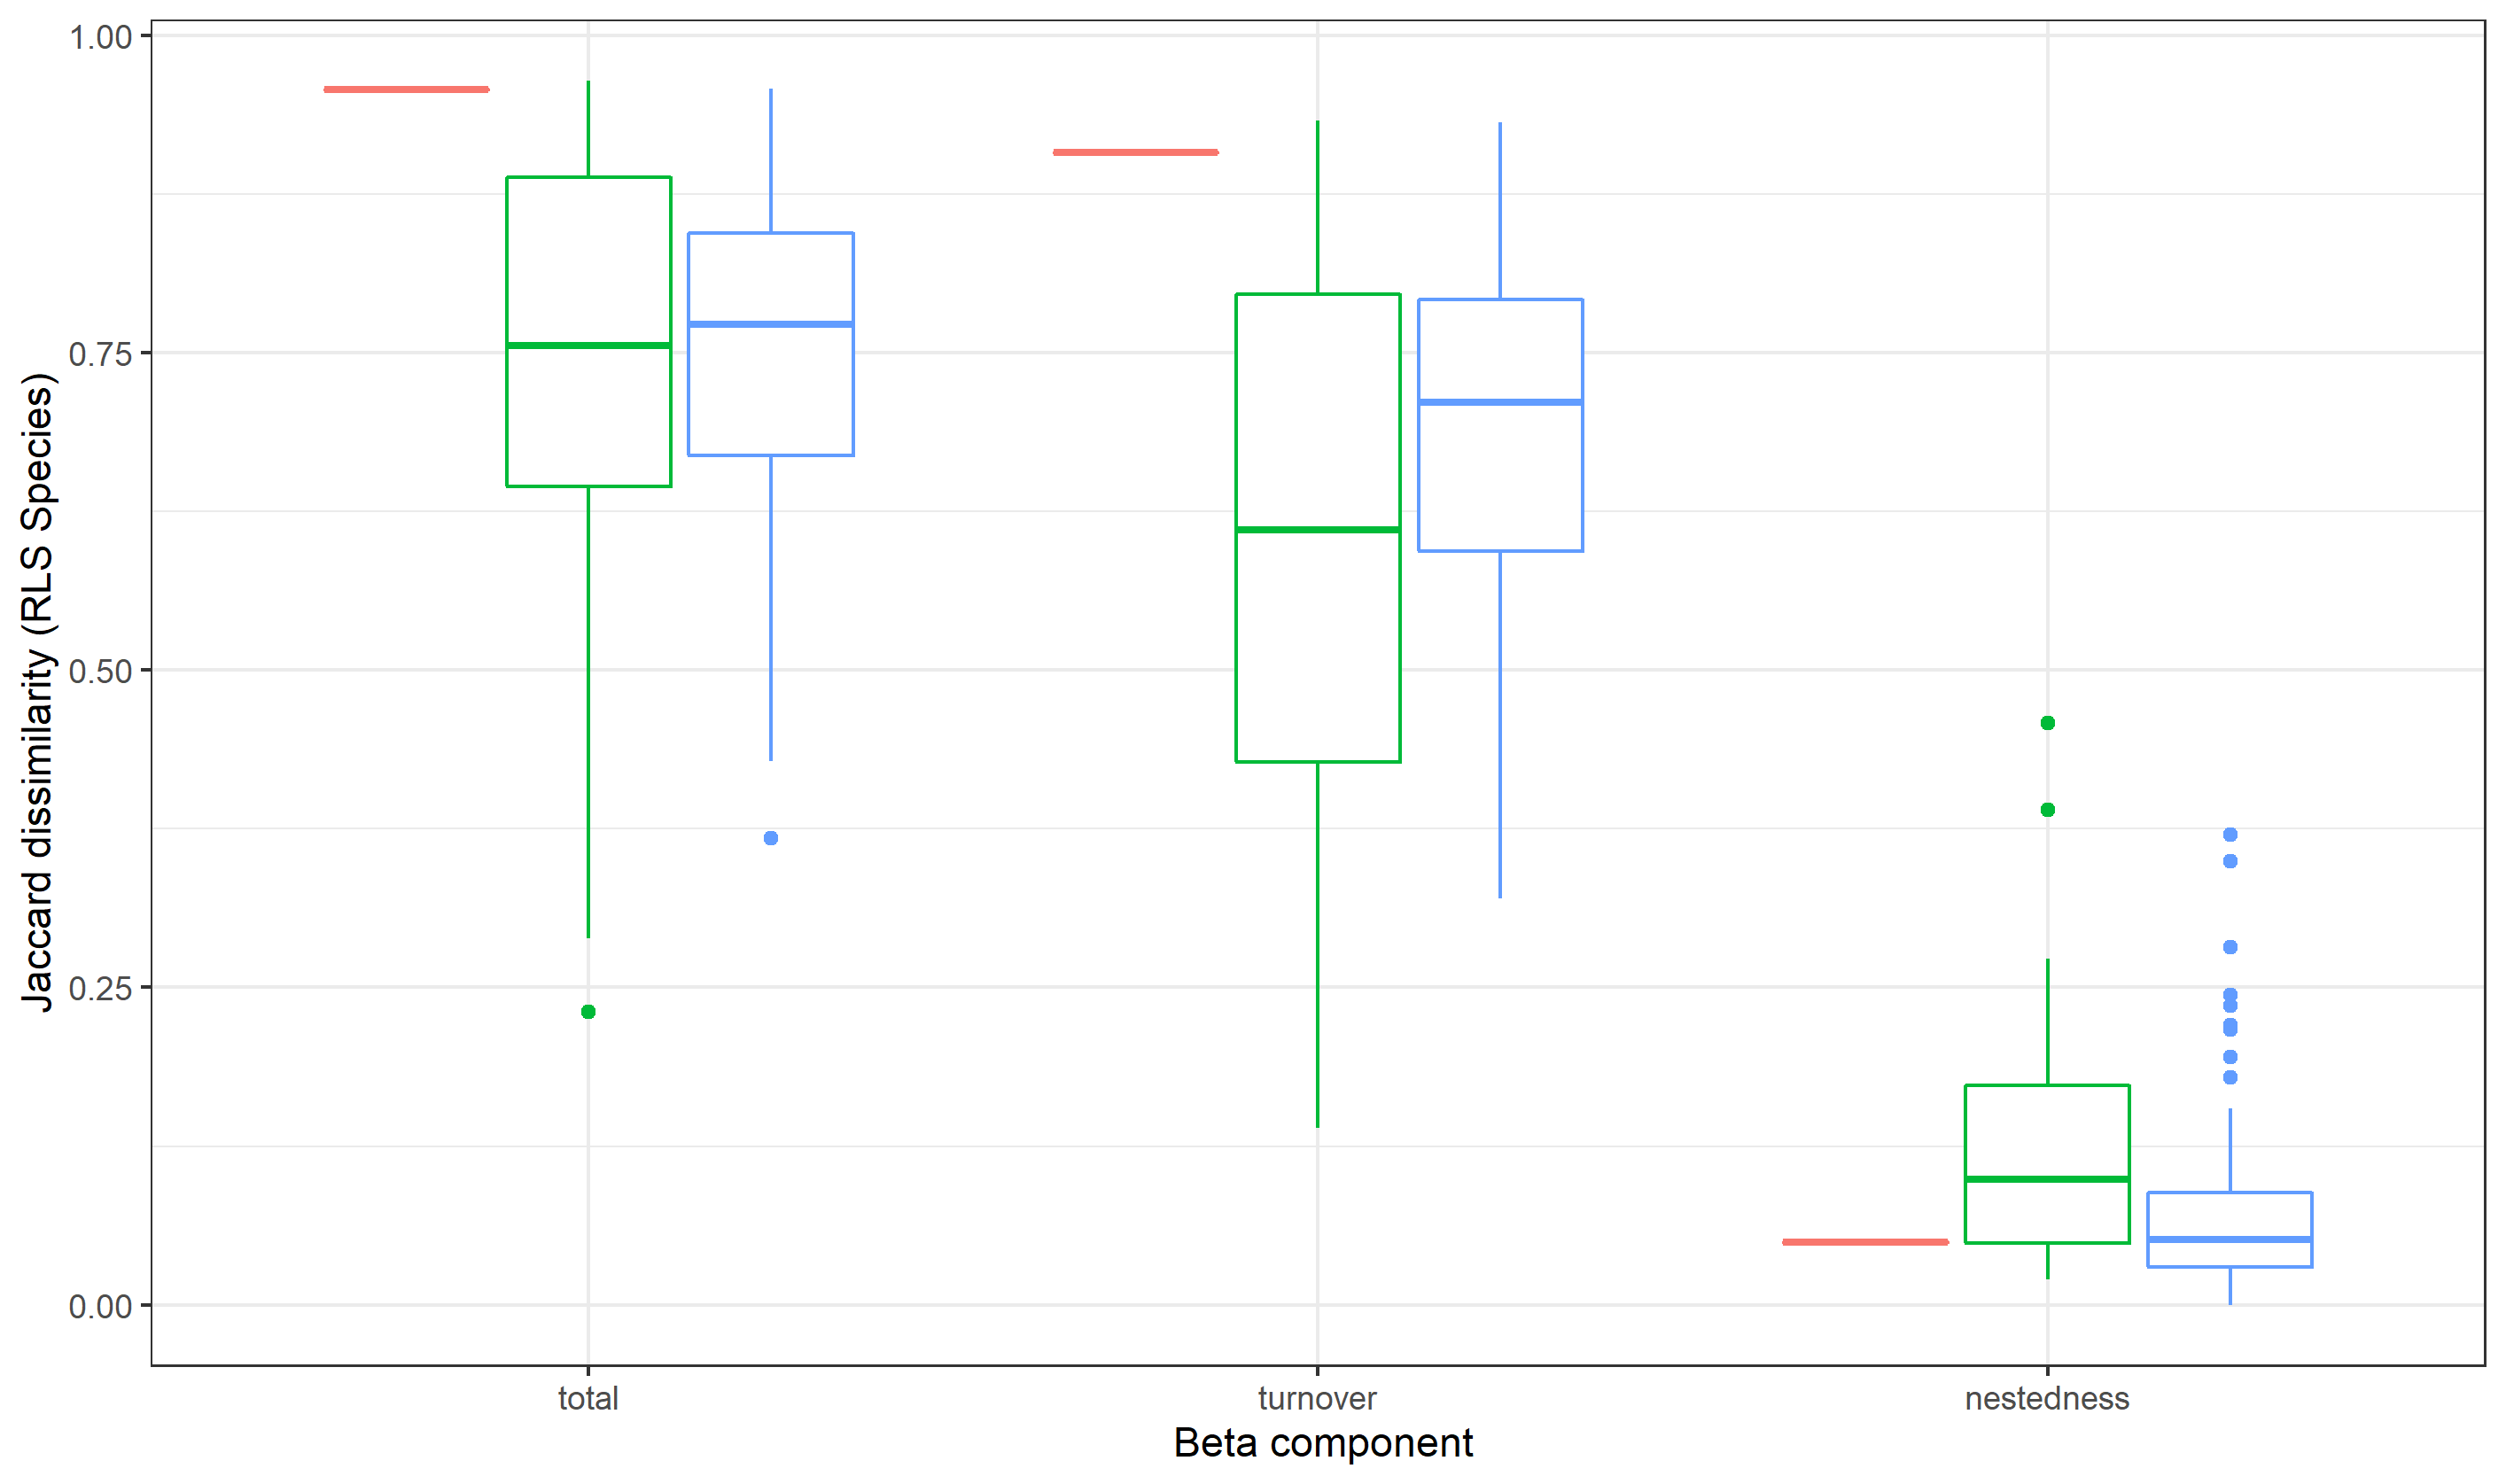 Jaccard dissimilarity (RLS Species)
1.00
0.75
0.50
0.25
0.00
total turnover nestedness
Beta component